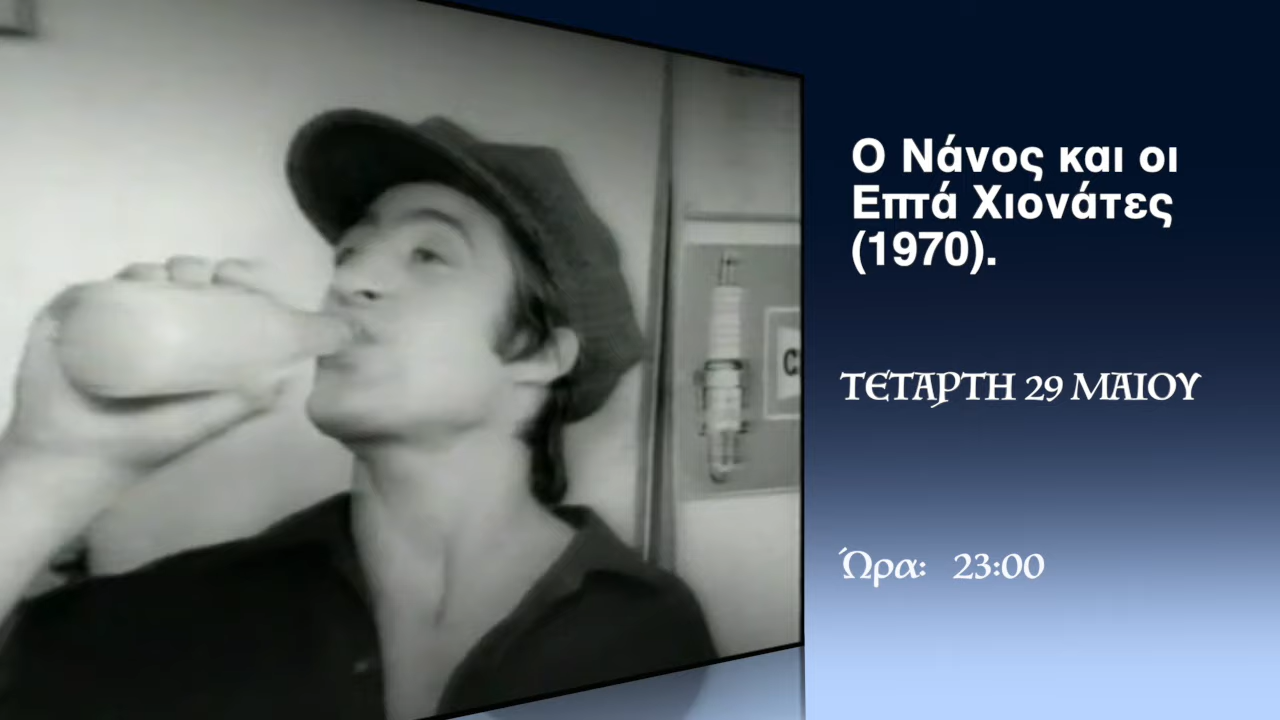 Ο Νάνος και οι
Επτά Χιονάτες
(1970).
ΤΕΤΑΡΤΗ 29 ΜΑΙΟΥ
Ώρα: 23:00